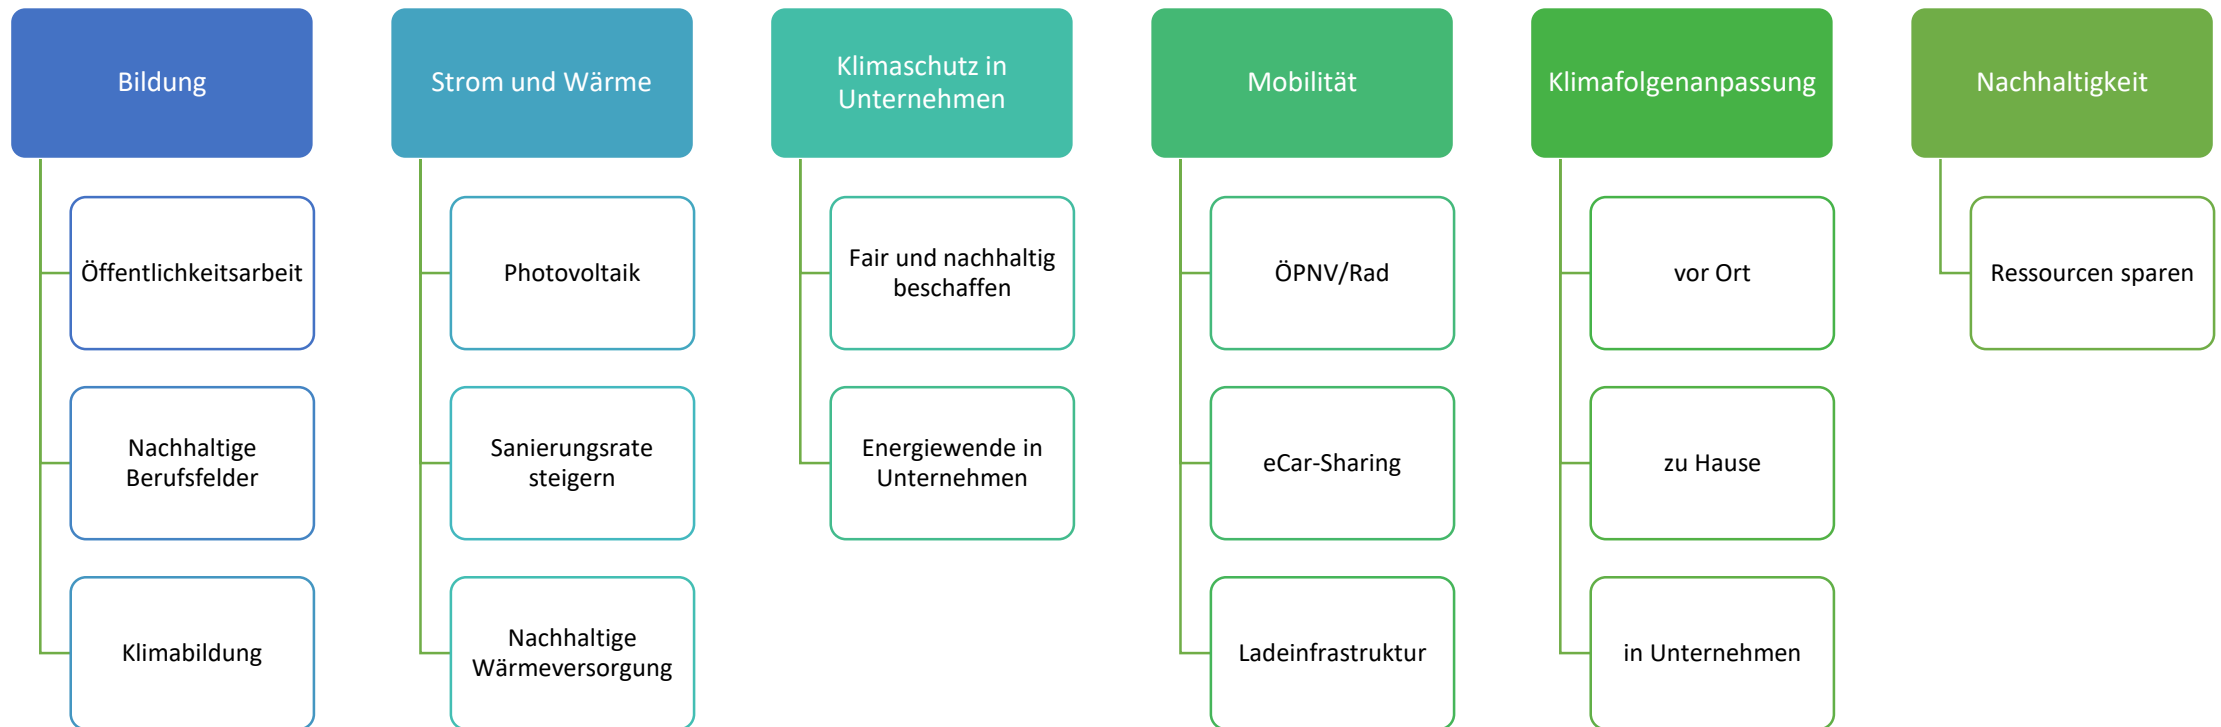 Bildung
Öffentlichkeitsarbeit
Nachhaltige
Berufsfelder
Klimabildung
Strom und Wärme
Photovoltaik
Sanierungsrate
steigern
Nachhaltige
Wärmeversorgung
Klimaschutz in
Unternehmen
Fair und nachhaltig
beschaffen
Energiewende in
Unternehmen
Mobilität
ÖPNV/Rad
eCar-Sharing
Ladeinfrastruktur
Klimafolgenanpassung
vor Ort
zu Hause
in Unternehmen
Nachhaltigkeit
Ressourcen sparen